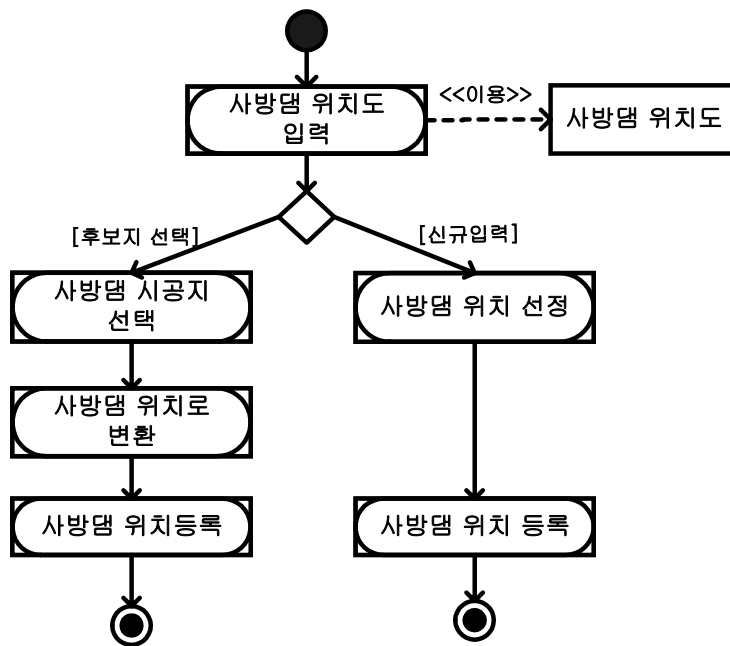 사방댐 위치도
입력
<<이용>>
사방댐 위치도
[후보지 선택]
[신규입력]
사방댐 시공지
선택
사방댐 위치 선정
사방댐 위치로
변환
사방댐 위치등록
사방댐 위치 등록